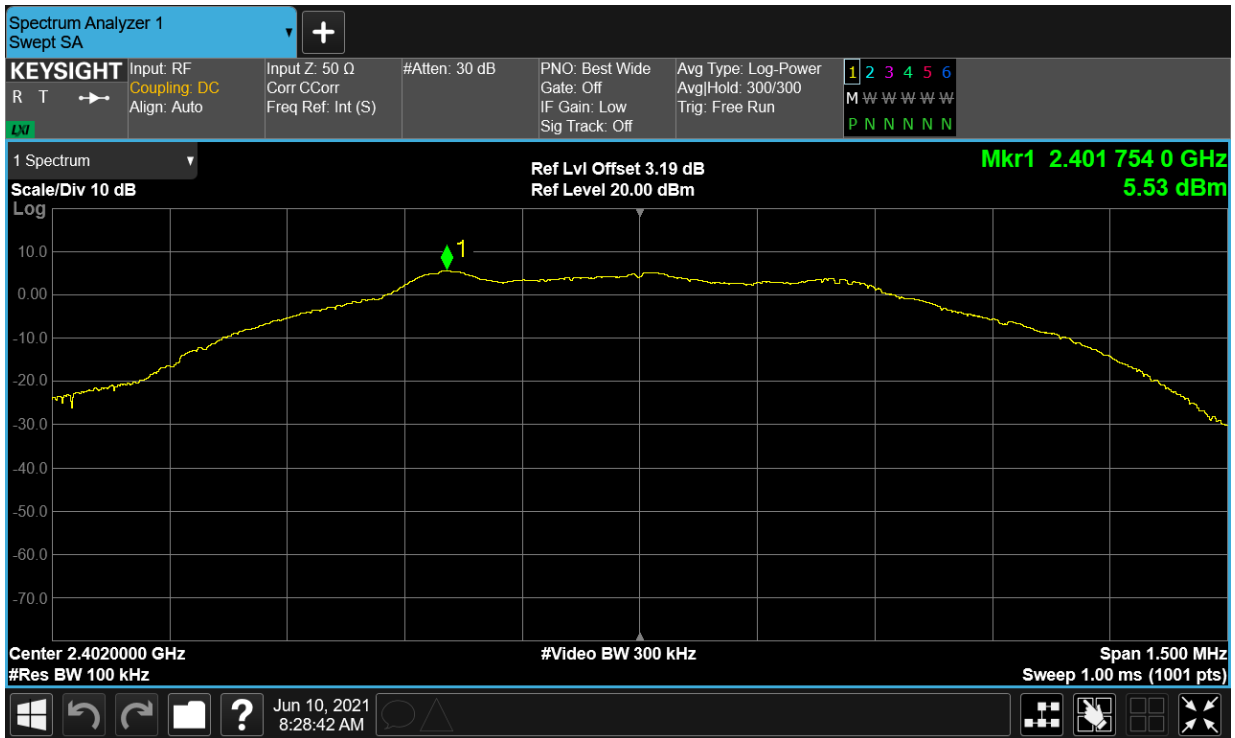 Spectrum Analyzer 1
Swept SA
+
KEYSIGHT
R T
LXI
Input: RF
Coupling: DC
Align: Auto
Input Z: 50 Ω
Corr CCorr
Freq Ref: Int (S)
#Atten: 30 dB
PNO: Best Wide
Gate: Off
IF Gain: Low
Sig Track: Off
Avg Type: Log-Power
Avg|Hold: 300/300
Trig: Free Run
1 2 3 4 5 6
M W W W W W
P N N N N N
1 Spectrum
Scale/Div 10 dB
Log
Ref Lvl Offset 3.19 dB
Ref Level 20.00 dBm
Mkr1 2.401 754 0 GHz
5.53 dBm
1
10.0
0.00
-10.0
-20.0
-30.0
-40.0
-50.0
-60.0
-70.0
Center 2.4020000 GHz
#Res BW 100 kHz
#Video BW 300 kHz
Span 1.500 MHz
Sweep 1.00 ms (1001 pts)
?
Jun 10, 2021
8:28:42 AM